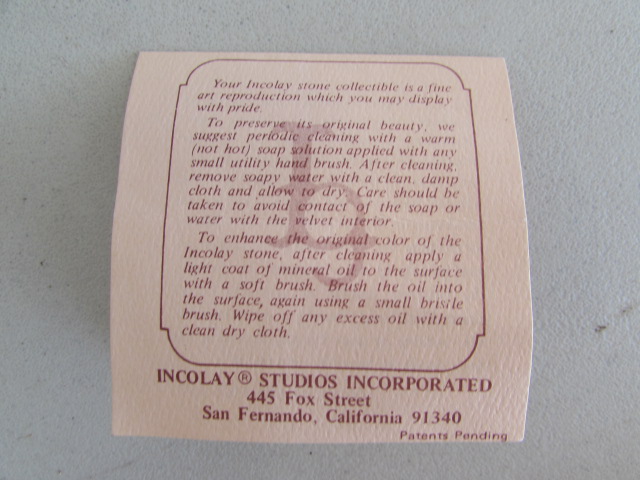 Your Incolay stone collectible is a fine
art reproduction which you may display
with pride.
To preserve its original beauty, we
suggest periodic cleaning with a warm
(not hot) soap solution applied with any
small utility hand brush. After cleaning,
remove soapy water with a clean, damp
cloth and allow to dry. Care should be
taken to avoid contact of the soap or
water with the velvet interior.
To enhance the original color of the
Incolay stone, after cleaning apply a
light coat of mineral oil to the surface
with a soft brush. Brush the oil into
the surface, again using a small bristle
brush. Wipe off any excess oil with a
clean dry cloth.
INCOLAY® STUDIOS INCORPORATED
445 Fox Street
San Fernando, California 91340
Patents Pending